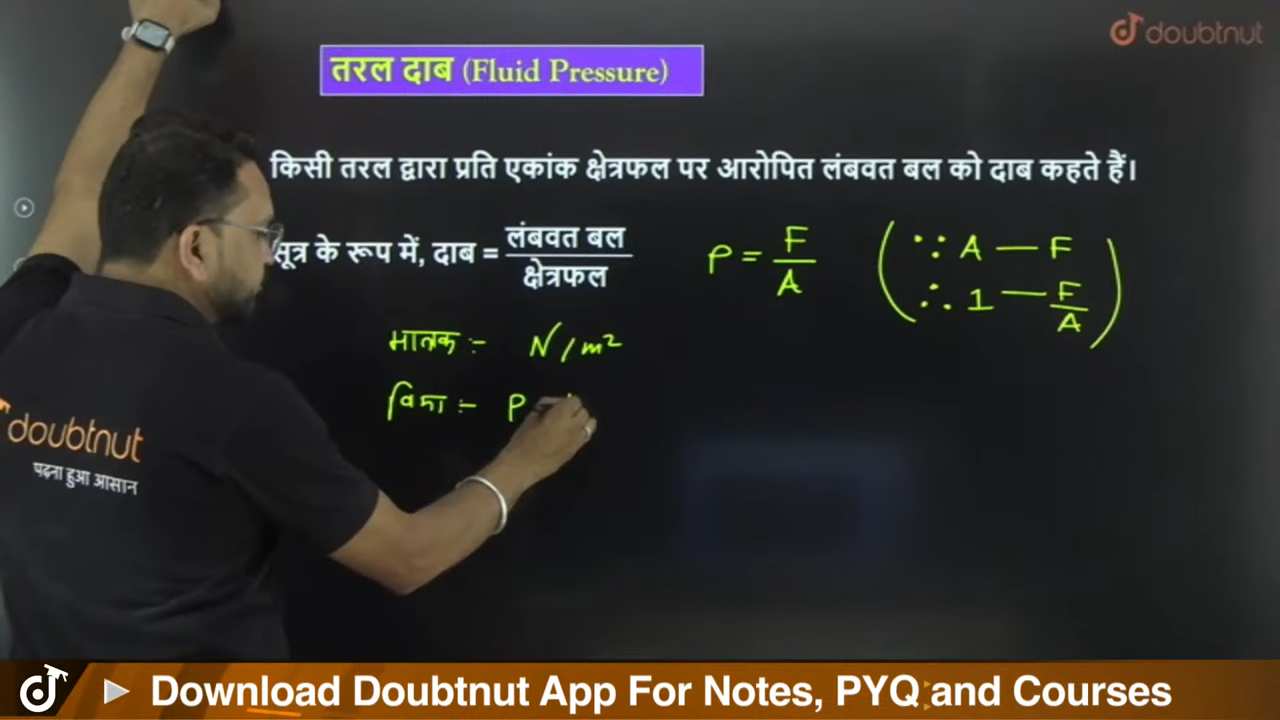 doubtnut
तरल दाब (Fluid Pressure)
किसी तरल द्वारा प्रति एकांक क्षेत्रफल पर आरोपित लंबवत बल को दाब कहते हैं।
सूत्र के रूप में, दाब = लंबवत बल / क्षेत्रफल
P = F / A
( ∵ A — F
∴ 1 — F/A )
मात्रक :- N/m²
विमा :- P
doubtnut
पढ़ना हुआ आसान
Download Doubtnut App For Notes, PYQ and Courses